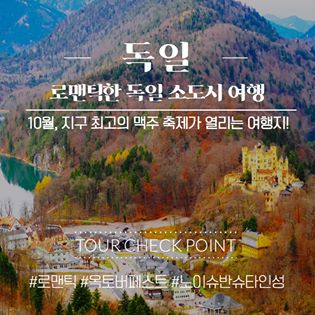 독일
로맨틱한 독일 소도시 여행
10월, 지구 최고의 맥주 축제가 열리는 여행지!
TOUR CHECK POINT
#로맨틱 #옥토버페스트 #노이슈반슈타인성